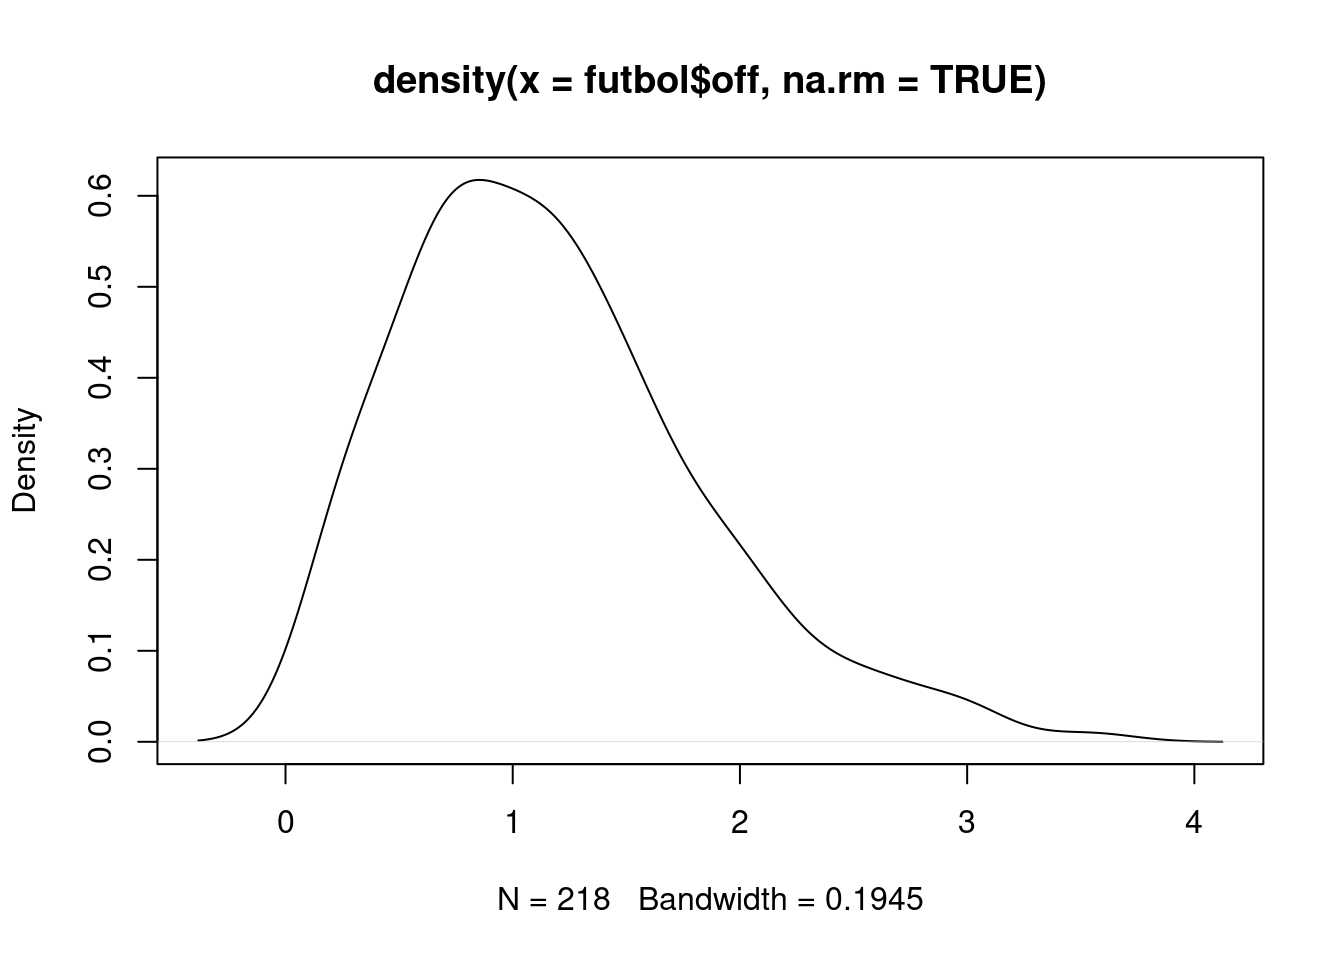 density(x = futbol$off, na.rm = TRUE)
Density
0.6
0.5
0.4
0.3
0.2
0.1
0.0
0 1 2 3 4
N = 218 Bandwidth = 0.1945